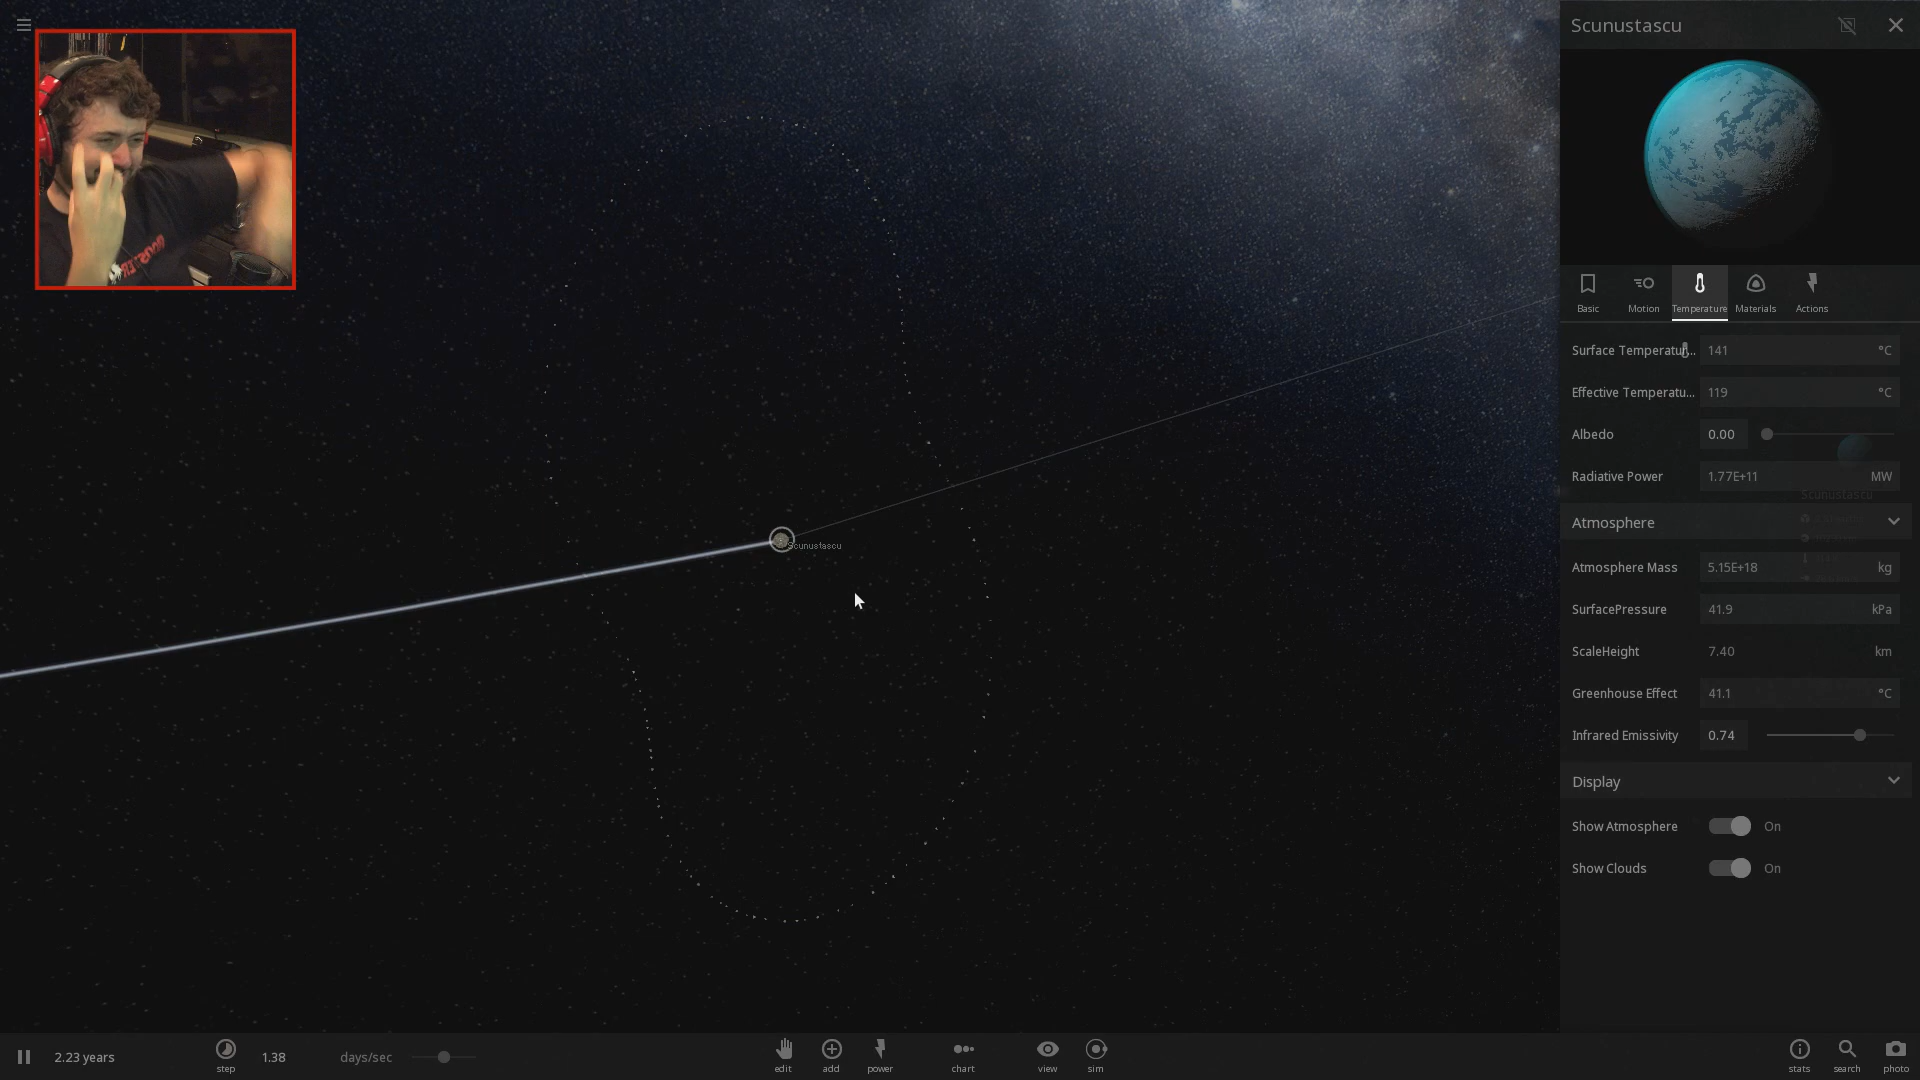 Scunustascu
Basic
Motion
Temperature
Materials
Actions
Surface Temperatur... 141 °C
Effective Temperatu... 119 °C
Albedo 0.00
Radiative Power 1.77E+11 MW
Scunustascu
Atmosphere
Scunustascu
Atmosphere Mass 5.15E+18 kg
SurfacePressure 41.9 kPa
ScaleHeight 7.40 km
Greenhouse Effect 41.1 °C
Infrared Emissivity 0.74
Display
Show Atmosphere On
Show Clouds On
2.23 years
step
1.38 days/sec
edit
add
power
chart
view
sim
stats
search
photo